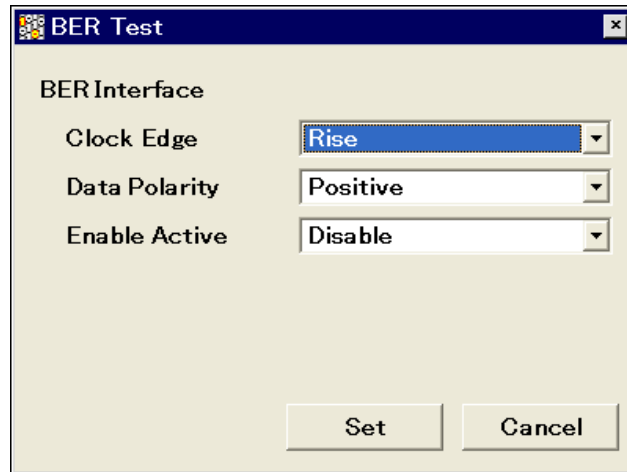 BER Test
BER Interface
Clock Edge Rise
Data Polarity Positive
Enable Active Disable
Set Cancel